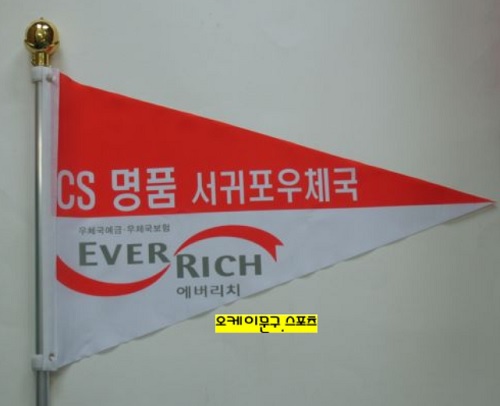 CS 명품 서귀포우체국
우체국예금·우체국보험
EVER RICH
에버리치
오케이문구.스포츠